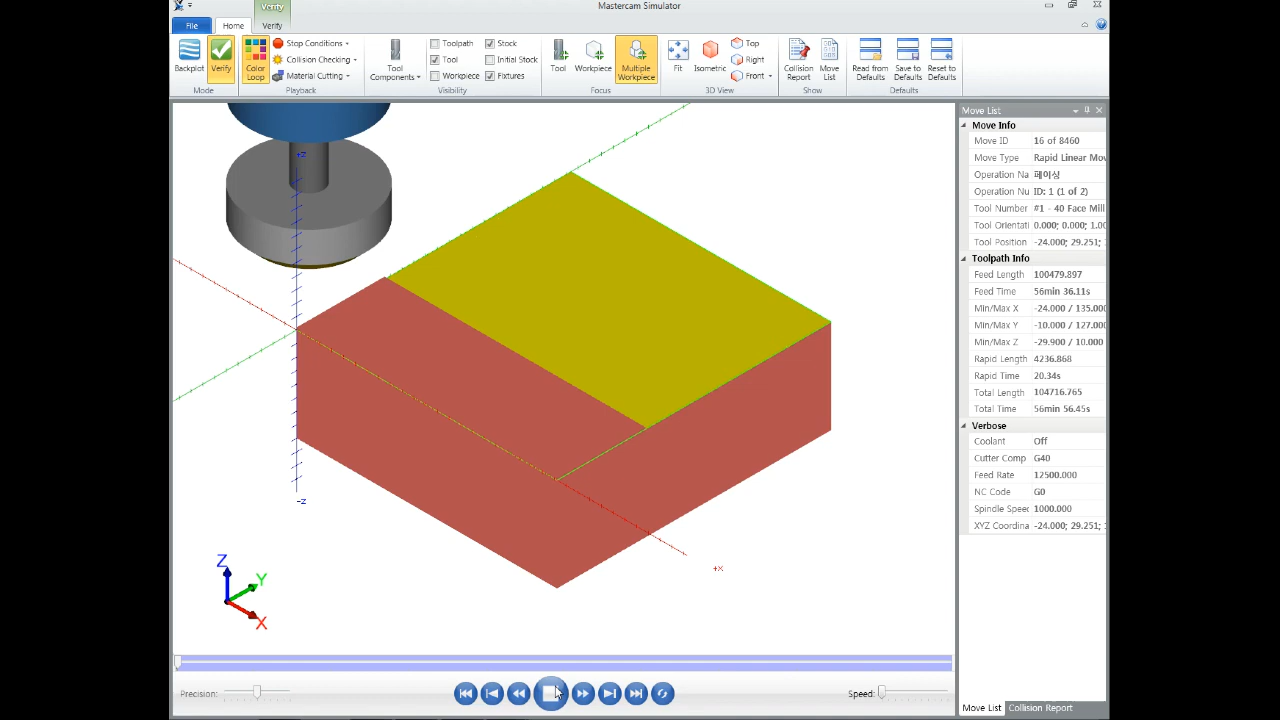 Mastercam Simulator
Verify
File
Home
Verify
Backplot
Verify
Mode
Color Loop
Stop Conditions
Collision Checking
Material Cutting
Playback
Tool Components
Toolpath
Tool
Workpiece
Stock
Initial Stock
Fixtures
Visibility
Tool
Workpiece
Multiple Workpiece
Focus
Fit
Isometric
Top
Right
Front
3D View
Collision Report
Move List
Show
Read from Defaults
Save to Defaults
Reset to Defaults
Defaults
+Z
-Z
+X
Z
Y
X
Move List
Move Info
Move ID 16 of 8460
Move Type Rapid Linear Mov
Operation Na 페이싱
Operation Nu ID: 1 (1 of 2)
Tool Number #1 - 40 Face Mill
Tool Orientati 0.000; 0.000; 1.00
Tool Position -24.000; 29.251;
Toolpath Info
Feed Length 100479.897
Feed Time 56min 36.11s
Min/Max X -24.000 / 135.000
Min/Max Y -10.000 / 127.000
Min/Max Z -29.900 / 10.000
Rapid Length 4236.868
Rapid Time 20.34s
Total Length 104716.765
Total Time 56min 56.45s
Verbose
Coolant Off
Cutter Comp G40
Feed Rate 12500.000
NC Code G0
Spindle Speed 1000.000
XYZ Coordina -24.000; 29.251;
Precision:
Speed:
Move List
Collision Report